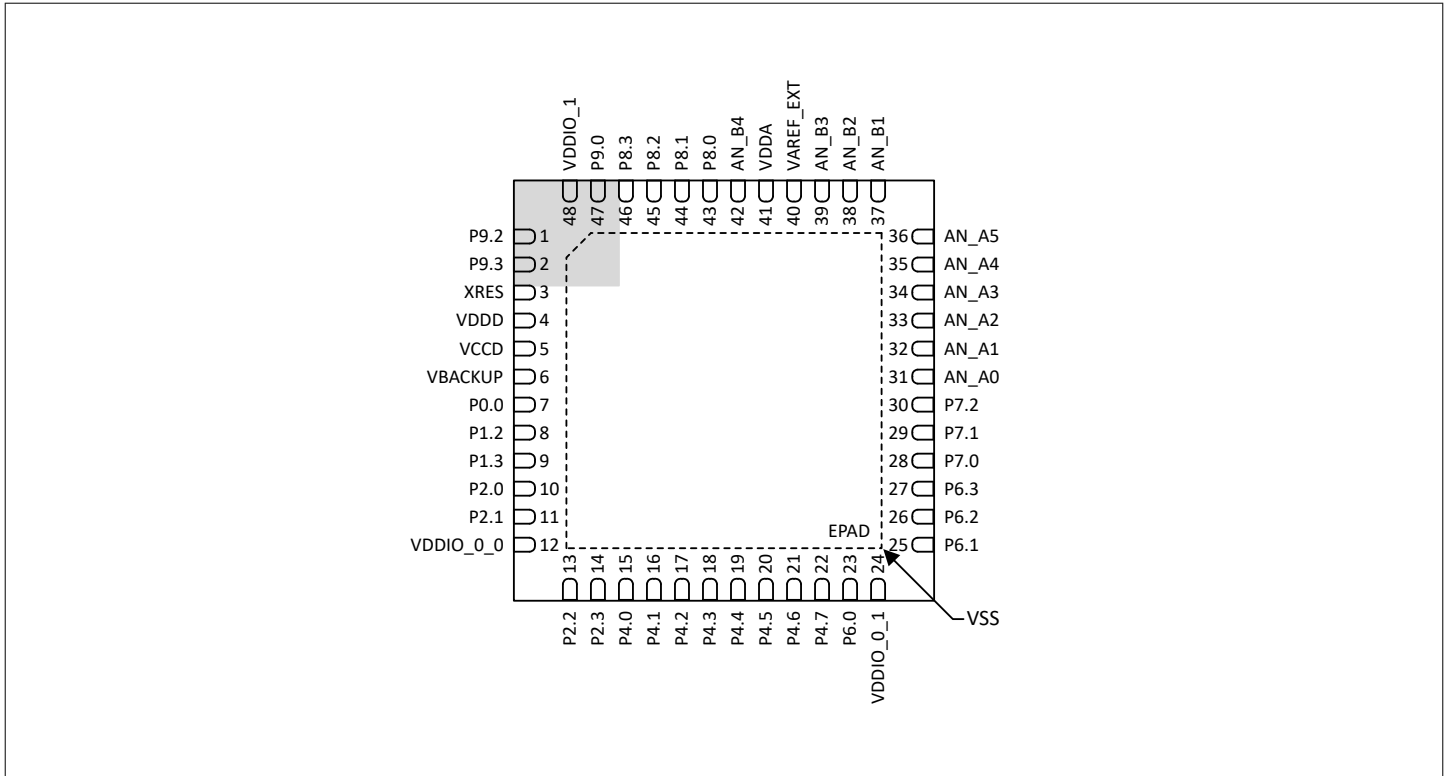 VDDIO_1
P9.0
P8.3
P8.2
P8.1
P8.0
AN_B4
VDDA
VAREF_EXT
AN_B3
AN_B2
AN_B1
48
47
46
45
44
43
42
41
40
39
38
37
P9.2 1
P9.3 2
XRES 3
VDDD 4
VCCD 5
VBACKUP 6
P0.0 7
P1.2 8
P1.3 9
P2.0 10
P2.1 11
VDDIO_0_0 12
36 AN_A5
35 AN_A4
34 AN_A3
33 AN_A2
32 AN_A1
31 AN_A0
30 P7.2
29 P7.1
28 P7.0
27 P6.3
26 P6.2
25 P6.1
EPAD
13
14
15
16
17
18
19
20
21
22
23
24
P2.2
P2.3
P4.0
P4.1
P4.2
P4.3
P4.4
P4.5
P4.6
P4.7
P6.0
VDDIO_0_1
VSS